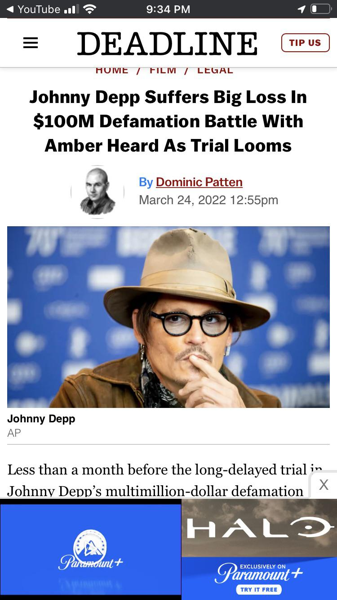 YouTube
9:34 PM
DEADLINE
TIP US
HOME / FILM / LEGAL
Johnny Depp Suffers Big Loss In
$100M Defamation Battle With
Amber Heard As Trial Looms
By Dominic Patten
March 24, 2022 12:55pm
Johnny Depp
AP
Less than a month before the long-delayed trial in
Johnny Depp's multimillion-dollar defamation
X
Paramount+
HALO
EXCLUSIVELY ON
Paramount+
TRY IT FREE